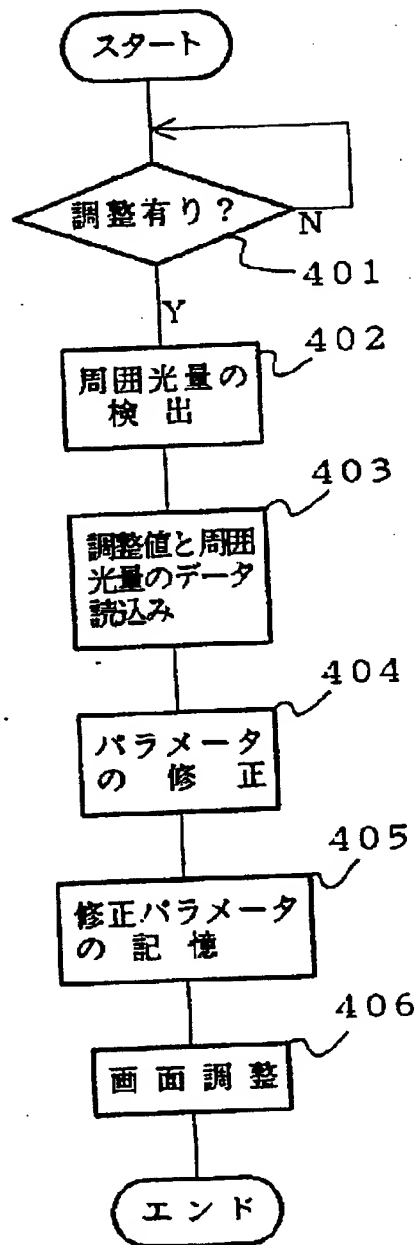 スタート
調整有り?
N
401
Y
402
周囲光量の
検出
403
調整値と周囲
光量のデータ
読込み
404
パラメータ
の修正
405
修正パラメータ
の記憶
406
画面調整
エンド